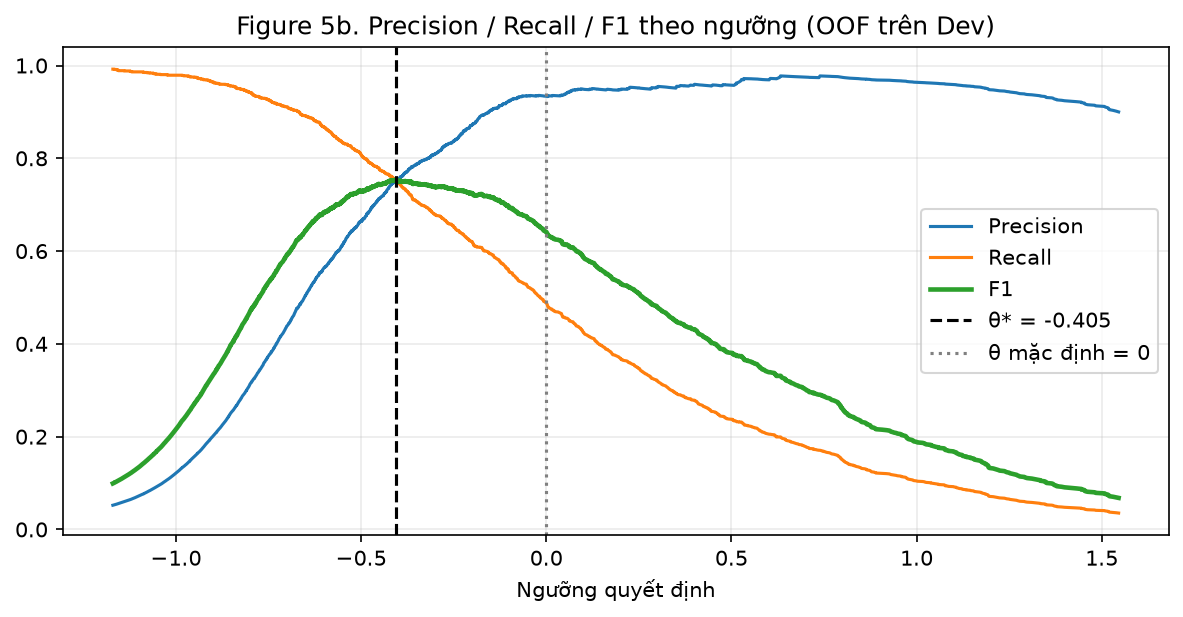 Figure 5b. Precision / Recall / F1 theo ngưỡng (OOF trên Dev)
1.0
0.8
0.6
0.4
0.2
0.0
Precision
Recall
F1
θ* = -0.405
θ mặc định = 0
−1.0
−0.5
0.0
0.5
1.0
1.5
Ngưỡng quyết định